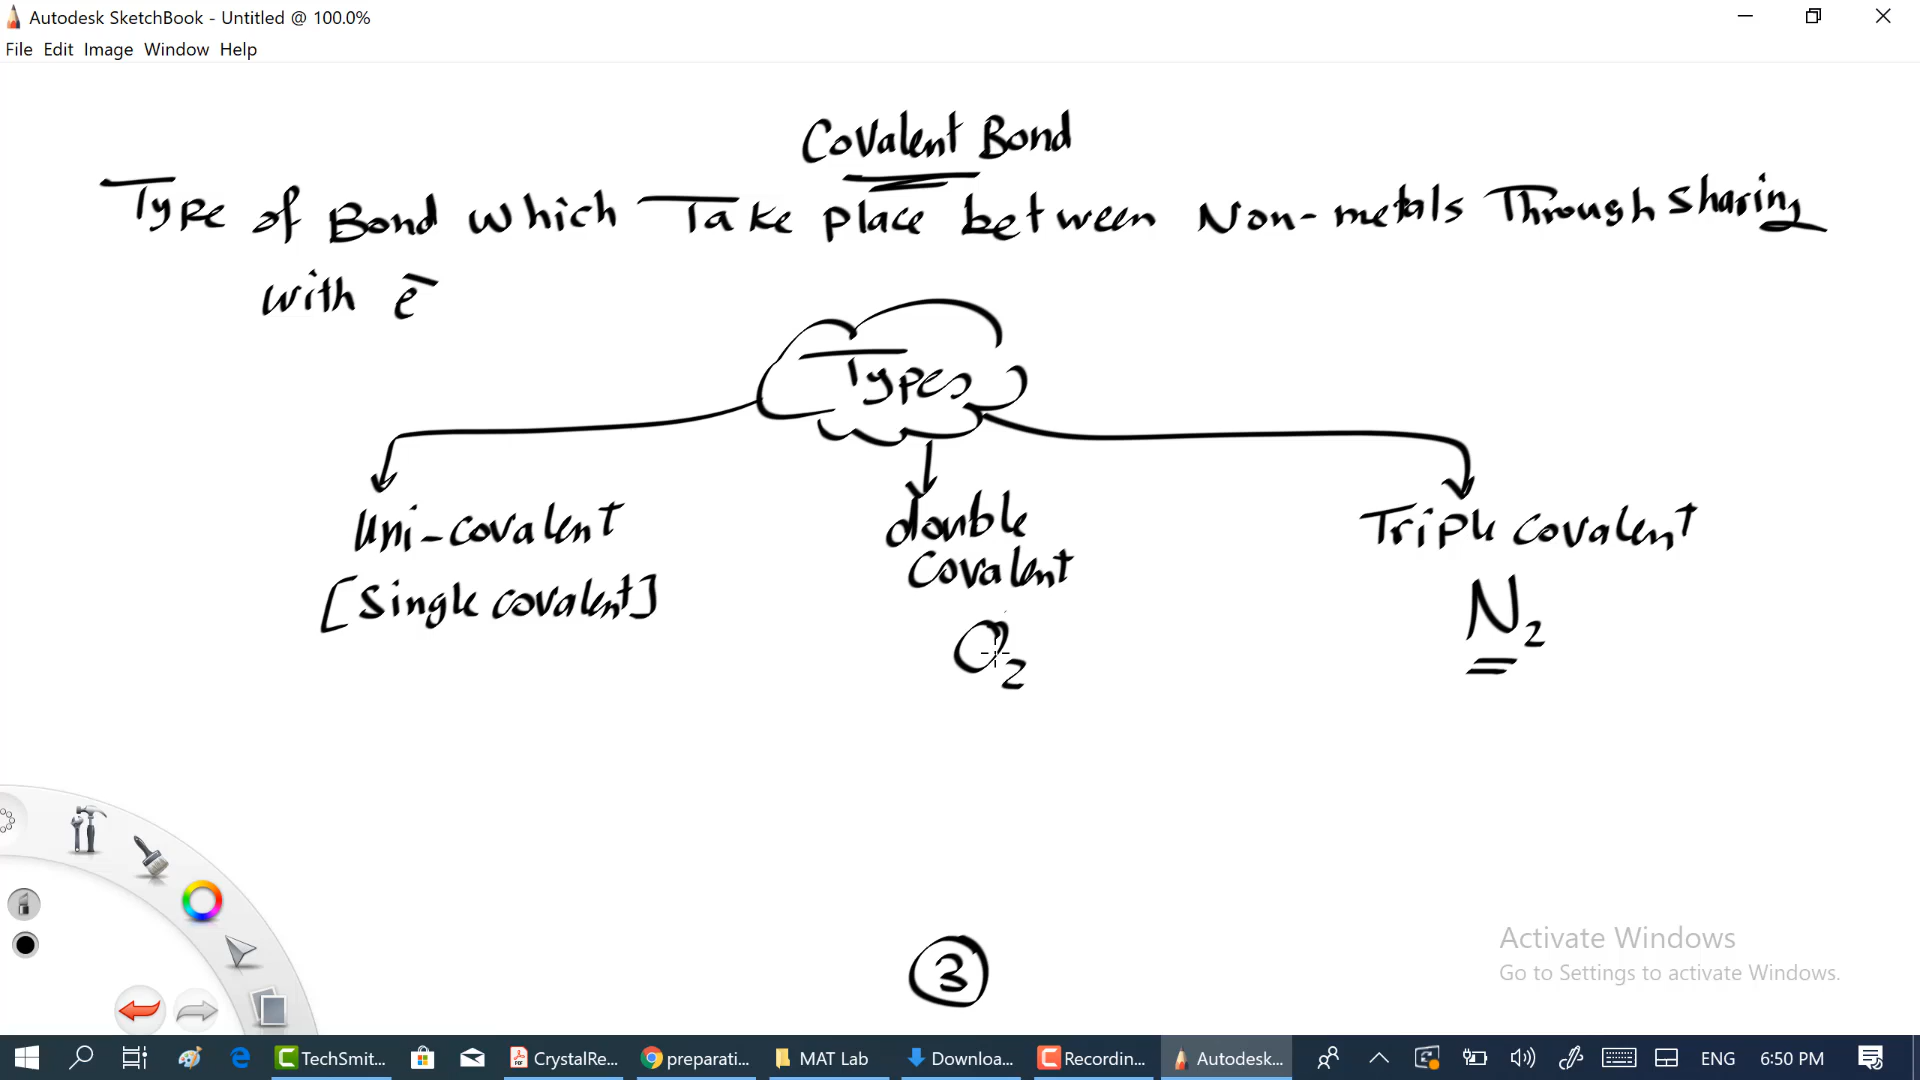 Autodesk SketchBook - Untitled @ 100.0%
File Edit Image Window Help
Covalent Bond
Type of Bond which Take place between Non-metals Through sharing
with e̅
Types
Uni-covalent
[Single covalent]
double
covalent
O₂
Triple covalent
N₂
3
Activate Windows
Go to Settings to activate Windows.
TechSmit... CrystalRe... preparati... MAT Lab Downloa... Recordin... Autodesk... ENG 6:50 PM